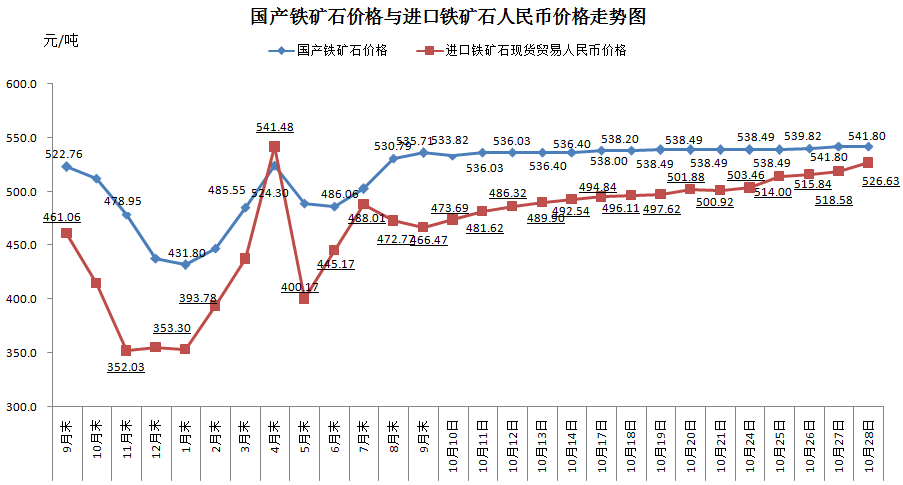 国产铁矿石价格与进口铁矿石人民币价格走势图
元/吨
国产铁矿石价格 进口铁矿石现货贸易人民币价格
600.0
550.0
500.0
450.0
400.0
350.0
300.0
522.76
478.95
431.80
485.55
524.30
486.06
530.79
535.71
533.82
536.03
536.03
536.40
536.40
538.00
538.20
538.49
538.49
538.49
538.49
538.49
539.82
541.80
541.80
461.06
352.03
353.30
393.78
541.48
400.17
445.17
488.01
472.77
466.47
473.69
481.62
486.32
489.90
492.54
494.84
496.11
497.62
501.88
500.92
503.46
514.00
515.84
518.58
526.63
9月末
10月末
11月末
12月末
1月末
2月末
3月末
4月末
5月末
6月末
7月末
8月末
9月末
10月10日
10月11日
10月12日
10月13日
10月14日
10月17日
10月18日
10月19日
10月20日
10月21日
10月24日
10月25日
10月26日
10月27日
10月28日